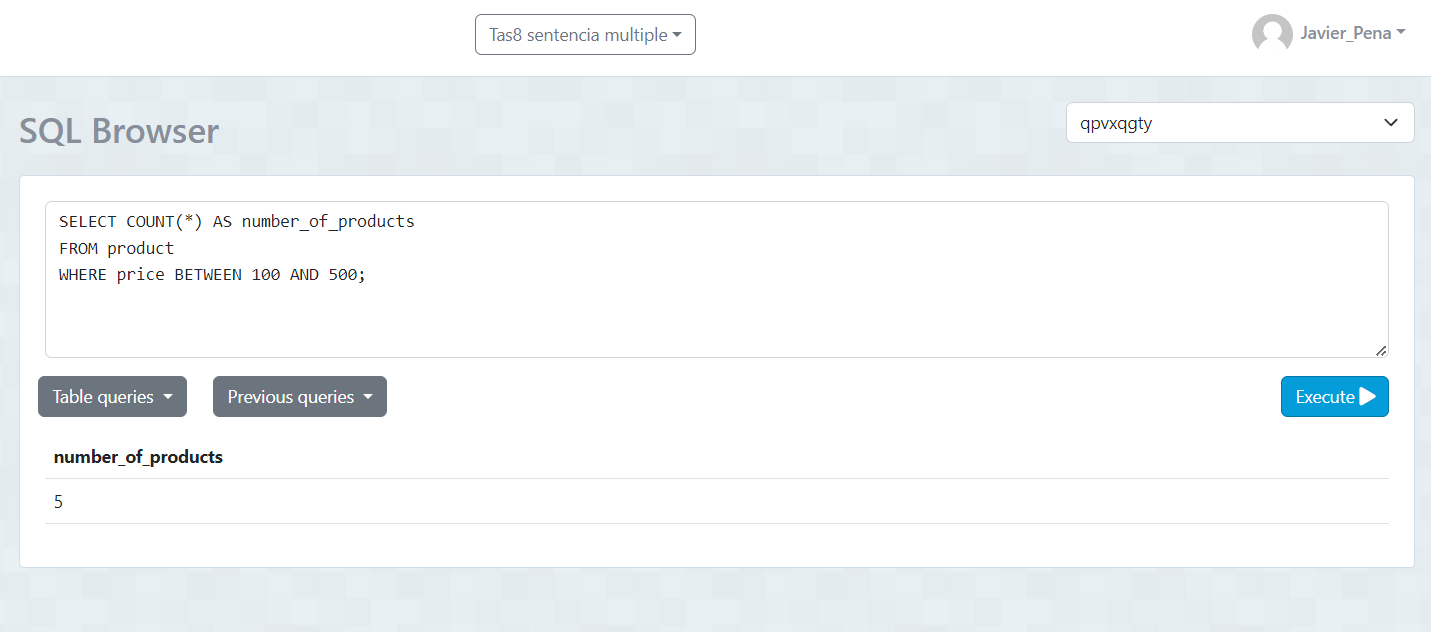 Tas8 sentencia multiple
Javier_Pena
SQL Browser
qpvxqgty
SELECT COUNT(*) AS number_of_products
FROM product
WHERE price BETWEEN 100 AND 500;
Table queries
Previous queries
Execute
number_of_products
5